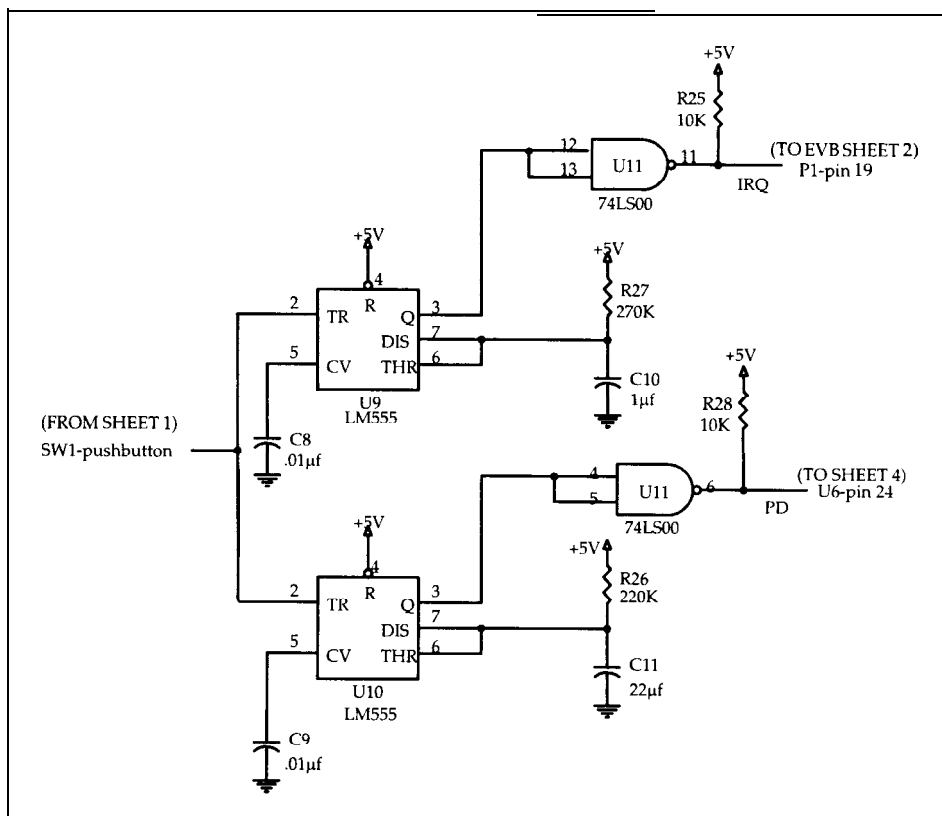 +5V
R25
10K
12
13
U11
11
74LS00
(TO EVB SHEET 2)
P1-pin 19
IRQ
+5V
4
R
2
TR
Q
3
DIS
7
5
CV
THR
6
U9
LM555
+5V
R27
270K
C10
1µf
+5V
R28
10K
(FROM SHEET 1)
SW1-pushbutton
C8
.01µf
4
5
U11
6
74LS00
(TO SHEET 4)
U6-pin 24
PD
+5V
4
R
2
TR
Q
3
DIS
7
5
CV
THR
6
U10
LM555
+5V
R26
220K
C11
22µf
C9
.01µf